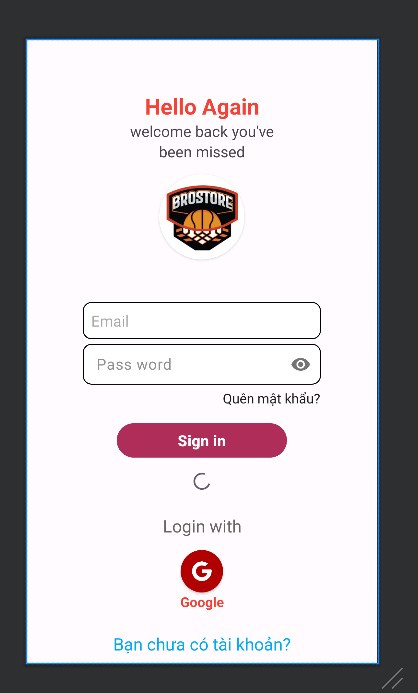 Hello Again
welcome back you've
been missed
BROSTORE
Email
Pass word
Quên mật khẩu?
Sign in
Login with
G
Google
Bạn chưa có tài khoản?